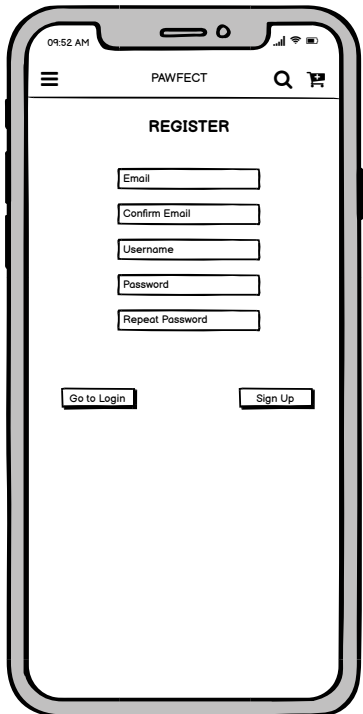 09:52 AM
PAWFECT
REGISTER
Email
Confirm Email
Username
Password
Repeat Password
Go to Login
Sign Up